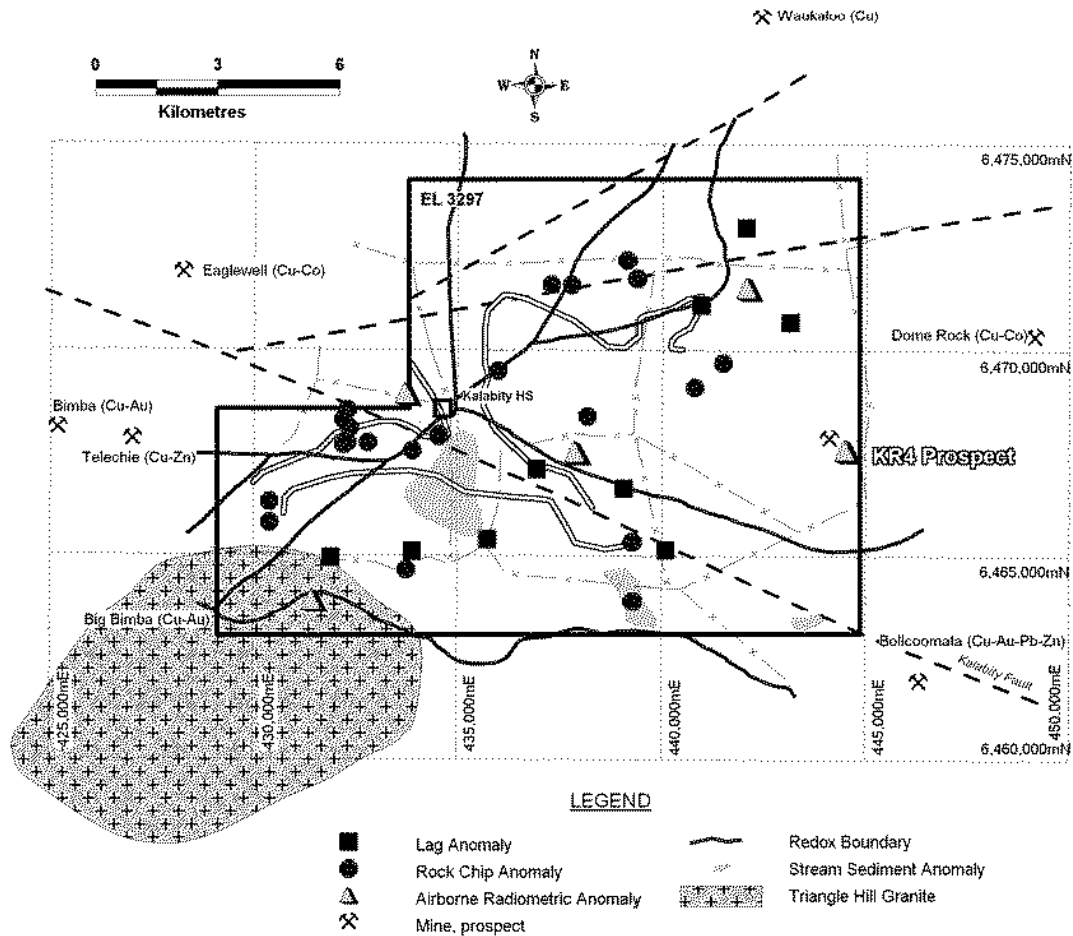 Waukaloo (Cu)
0 3 6
Kilometres
N
W E
S
6,475,000mN
EL 3297
Eaglewell (Cu-Co)
Dome Rock (Cu-Co)
6,470,000mN
Kalabity HS
Bimba (Cu-Au)
Telechie (Cu-Zn)
KR4 Prospect
6,465,000mN
Big Bimba (Cu-Au)
Bollcoomata (Cu-Au-Pb-Zn)
Kalabity Fault
425,000mE
430,000mE
435,000mE
440,000mE
445,000mE
450,000mE
6,460,000mN
LEGEND
Lag Anomaly
Rock Chip Anomaly
Airborne Radiometric Anomaly
Mine, prospect
Redox Boundary
Stream Sediment Anomaly
Triangle Hill Granite